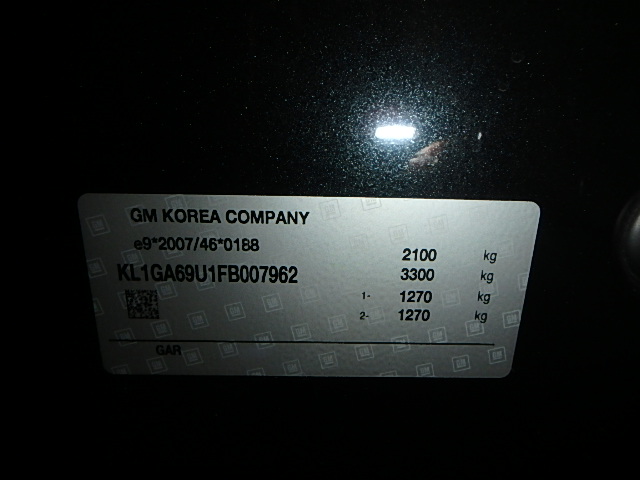 GM KOREA COMPANY
e9*2007/46*0188
2100 kg
KL1GA69U1FB007962
3300 kg
1- 1270 kg
2- 1270 kg
GAR